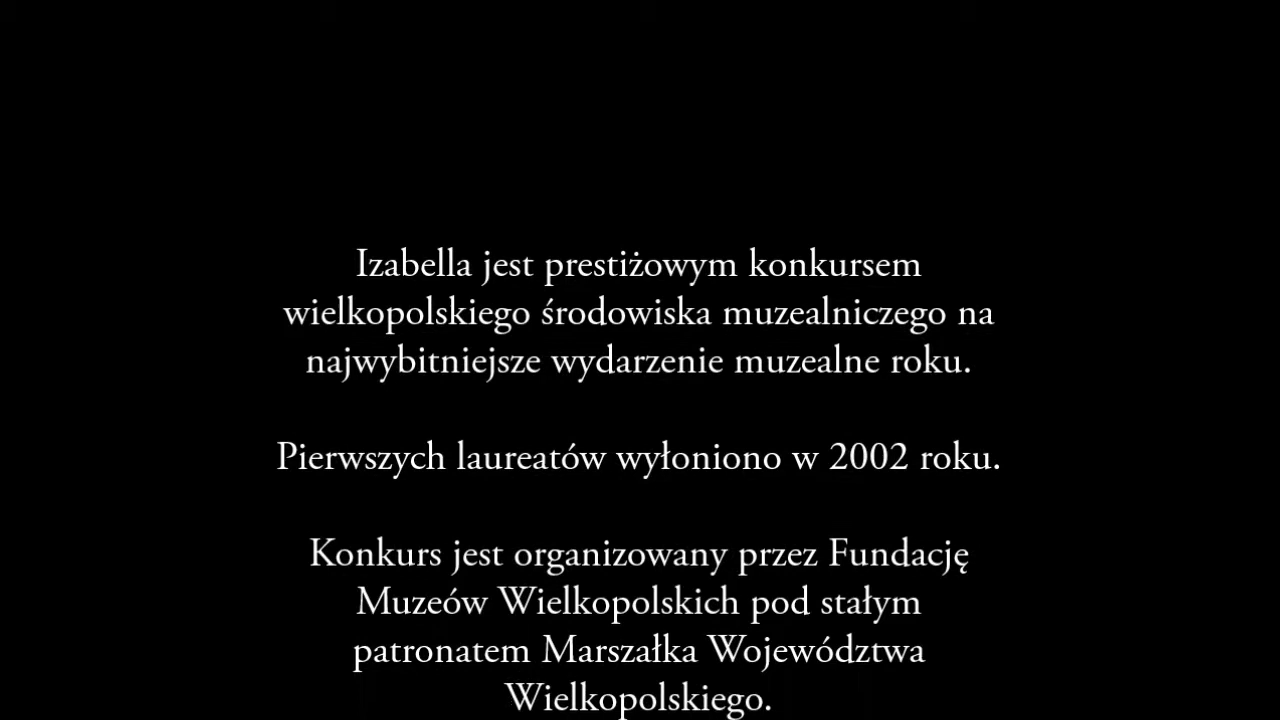 Izabella jest prestiżowym konkursem
wielkopolskiego środowiska muzealniczego na
najwybitniejsze wydarzenie muzealne roku.
Pierwszych laureatów wyłoniono w 2002 roku.
Konkurs jest organizowany przez Fundację
Muzeów Wielkopolskich pod stałym
patronatem Marszałka Województwa
Wielkopolskiego.